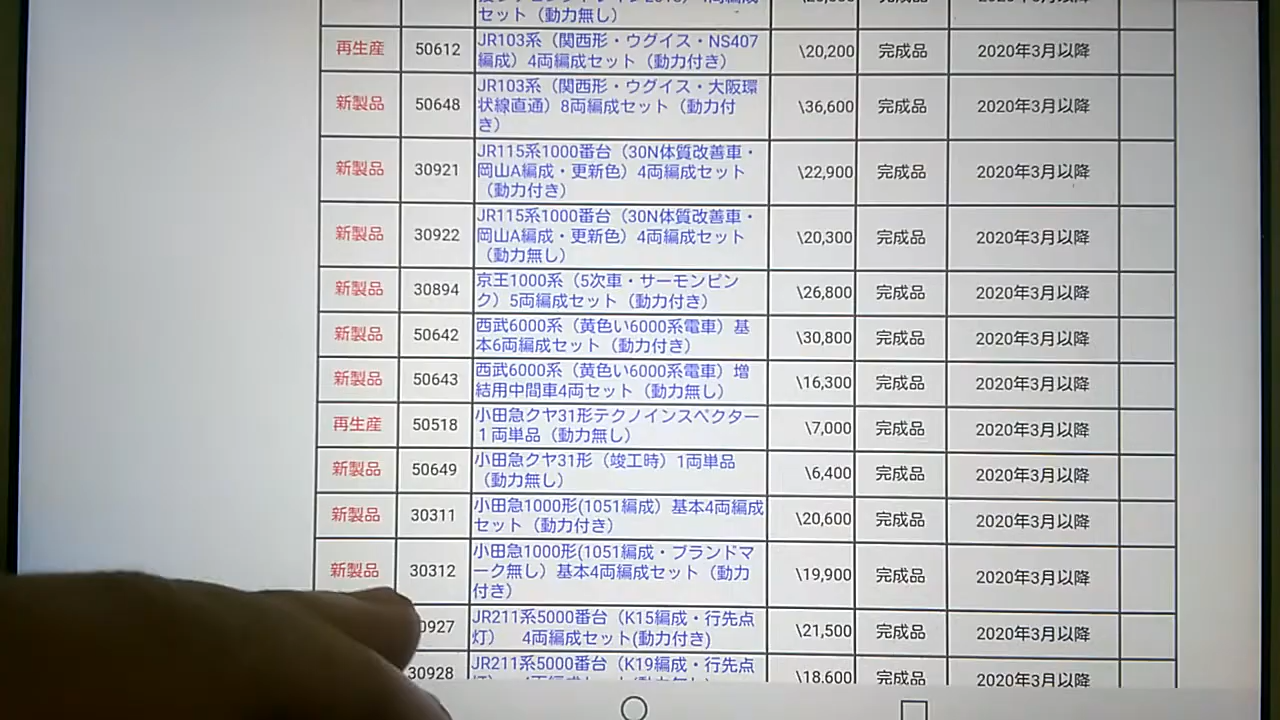 セット（動力無し）
再生産 50612 JR103系（関西形・ウグイス・NS407
編成）4両編成セット（動力付き） \20,200 完成品 2020年3月以降
新製品 50648 JR103系（関西形・ウグイス・大阪環
状線直通）8両編成セット（動力付
き） \36,600 完成品 2020年3月以降
新製品 30921 JR115系1000番台（30N体質改善車・
岡山A編成・更新色）4両編成セット
（動力付き） \22,900 完成品 2020年3月以降
新製品 30922 JR115系1000番台（30N体質改善車・
岡山A編成・更新色）4両編成セット
（動力無し） \20,300 完成品 2020年3月以降
新製品 30894 京王1000系（5次車・サーモンピン
ク）5両編成セット（動力付き） \26,800 完成品 2020年3月以降
新製品 50642 西武6000系（黄色い6000系電車）基
本6両編成セット（動力付き） \30,800 完成品 2020年3月以降
新製品 50643 西武6000系（黄色い6000系電車）増
結用中間車4両セット（動力無し） \16,300 完成品 2020年3月以降
再生産 50518 小田急クヤ31形テクノインスペクター
１両単品（動力無し） \7,000 完成品 2020年3月以降
新製品 50649 小田急クヤ31形（竣工時）1両単品
（動力無し） \6,400 完成品 2020年3月以降
新製品 30311 小田急1000形(1051編成）基本4両編成
セット（動力付き） \20,600 完成品 2020年3月以降
新製品 30312 小田急1000形(1051編成・ブランドマ
ーク無し）基本4両編成セット（動力
付き） \19,900 完成品 2020年3月以降
0927 JR211系5000番台（K15編成・行先点
灯）　4両編成セット(動力付き) \21,500 完成品 2020年3月以降
30928 JR211系5000番台（K19編成・行先点
\18,600 完成品 2020年3月以降